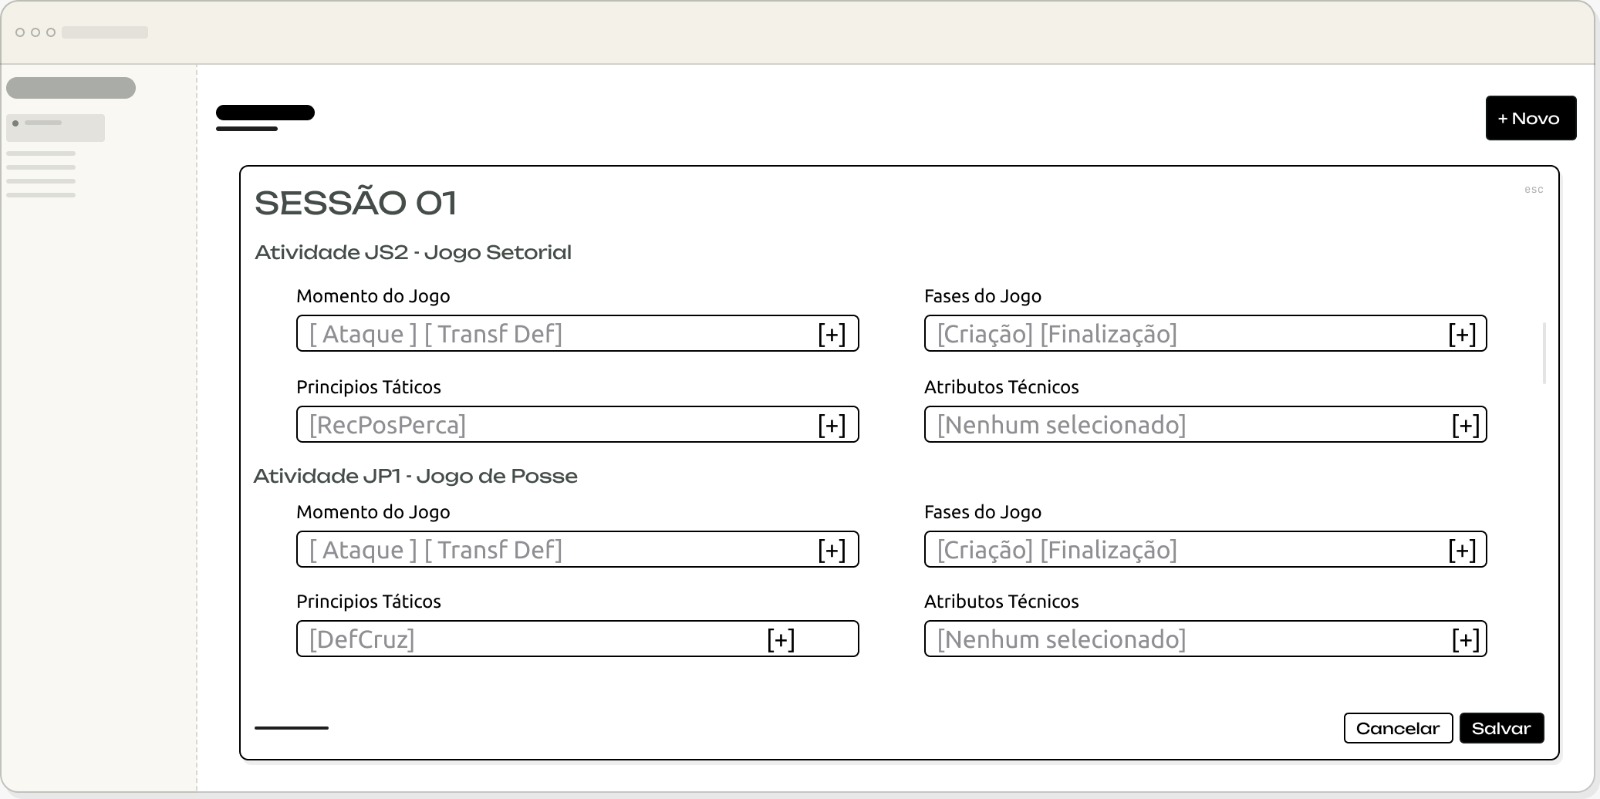 + Novo
SESSÃO 01
esc
Atividade JS2 - Jogo Setorial
Momento do Jogo
Fases do Jogo
[ Ataque ] [ Transf Def] [+]
[Criação] [Finalização] [+]
Principios Táticos
Atributos Técnicos
[RecPosPerca] [+]
[Nenhum selecionado] [+]
Atividade JP1 - Jogo de Posse
Momento do Jogo
Fases do Jogo
[ Ataque ] [ Transf Def] [+]
[Criação] [Finalização] [+]
Principios Táticos
Atributos Técnicos
[DefCruz] [+]
[Nenhum selecionado] [+]
Cancelar
Salvar